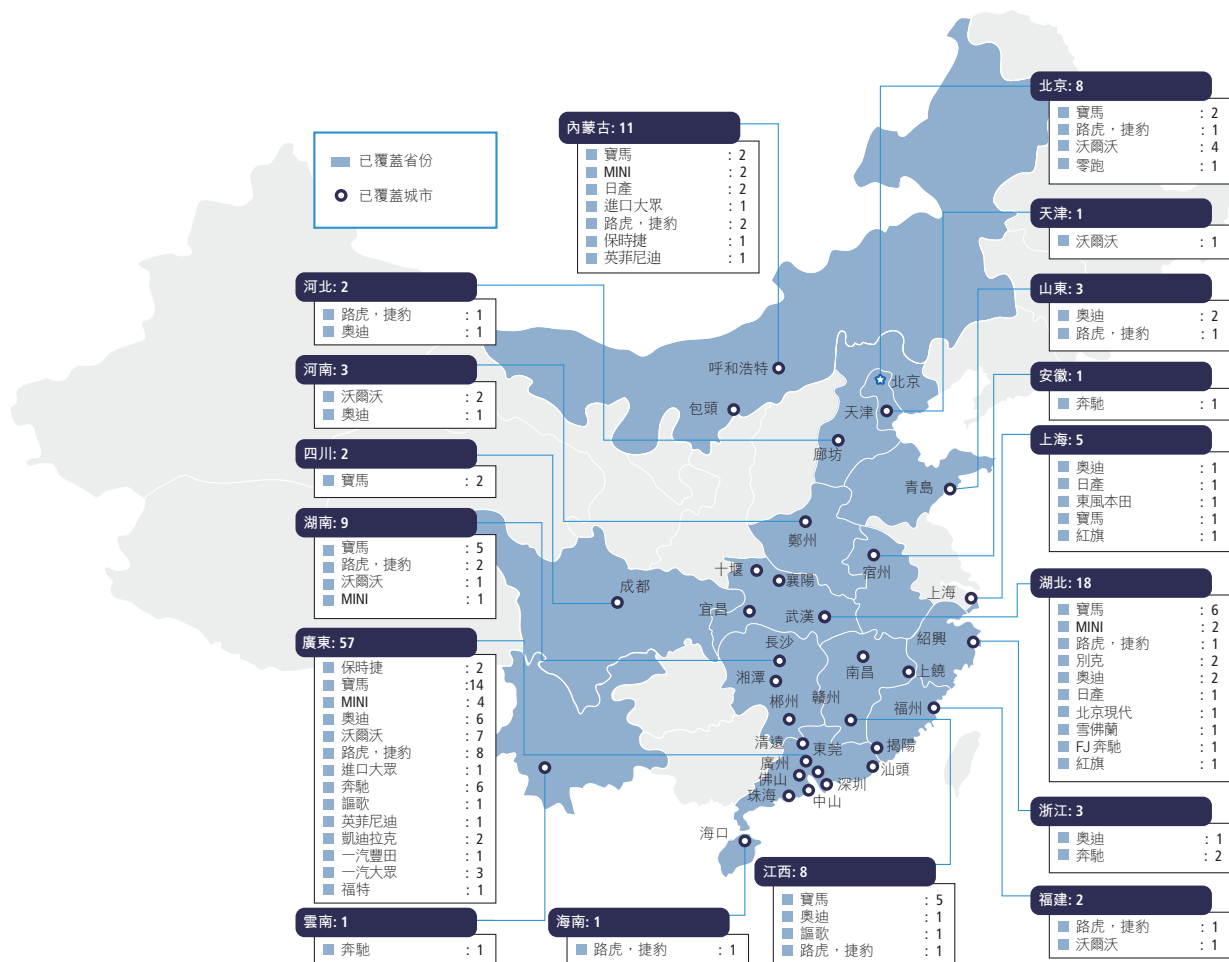 已覆蓋省份
已覆蓋城市
內蒙古: 11
寶馬 : 2
MINI : 2
日產 : 2
進口大眾 : 1
路虎，捷豹 : 2
保時捷 : 1
英菲尼迪 : 1
北京: 8
寶馬 : 2
路虎，捷豹 : 1
沃爾沃 : 4
零跑 : 1
天津: 1
沃爾沃 : 1
山東: 3
奧迪 : 2
路虎，捷豹 : 1
安徽: 1
奔馳 : 1
上海: 5
奧迪 : 1
日產 : 1
東風本田 : 1
寶馬 : 1
紅旗 : 1
湖北: 18
寶馬 : 6
MINI : 2
路虎，捷豹 : 1
別克 : 2
奧迪 : 2
日產 : 1
北京現代 : 1
雪佛蘭 : 1
FJ 奔馳 : 1
紅旗 : 1
浙江: 3
奧迪 : 1
奔馳 : 2
福建: 2
路虎，捷豹 : 1
沃爾沃 : 1
河北: 2
路虎，捷豹 : 1
奧迪 : 1
河南: 3
沃爾沃 : 2
奧迪 : 1
四川: 2
寶馬 : 2
湖南: 9
寶馬 : 5
路虎，捷豹 : 2
沃爾沃 : 1
MINI : 1
廣東: 57
保時捷 : 2
寶馬 :14
MINI : 4
奧迪 : 6
沃爾沃 : 7
路虎，捷豹 : 8
進口大眾 : 1
奔馳 : 6
謳歌 : 1
英菲尼迪 : 1
凱迪拉克 : 2
一汽豐田 : 1
一汽大眾 : 3
福特 : 1
雲南: 1
奔馳 : 1
海南: 1
路虎，捷豹 : 1
江西: 8
寶馬 : 5
奧迪 : 1
謳歌 : 1
路虎，捷豹 : 1
呼和浩特
北京
包頭
天津
廊坊
青島
鄭州
宿州
十堰
襄陽
成都
上海
宜昌
武漢
紹興
長沙
南昌
上饒
湘潭
郴州
贛州
福州
清遠
東莞
揭陽
廣州
佛山
汕頭
深圳
珠海
中山
海口